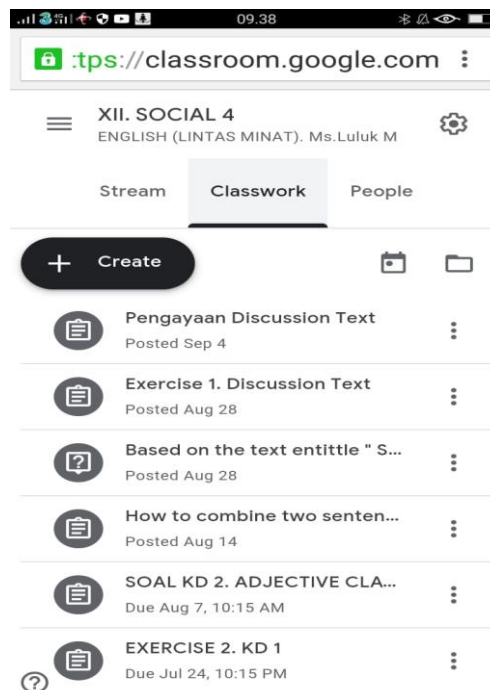 09.38
:tps://classroom.google.com
XII. SOCIAL 4
ENGLISH (LINTAS MINAT). Ms.Luluk M
Stream Classwork People
+ Create
Pengayaan Discussion Text
Posted Sep 4
Exercise 1. Discussion Text
Posted Aug 28
Based on the text entittle " S...
Posted Aug 28
How to combine two senten...
Posted Aug 14
SOAL KD 2. ADJECTIVE CLA...
Due Aug 7, 10:15 AM
EXERCISE 2. KD 1
Due Jul 24, 10:15 PM